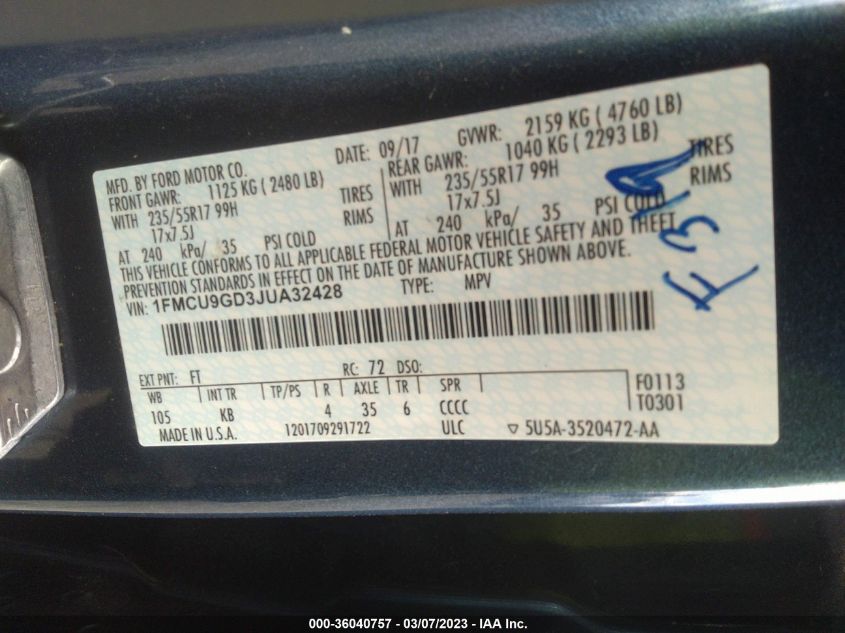 MFD. BY FORD MOTOR CO. DATE: 09/17 GVWR: 2159 KG ( 4760 LB)
FRONT GAWR: 1125 KG ( 2480 LB) REAR GAWR: 1040 KG ( 2293 LB)
WITH 235/55R17 99H TIRES WITH 235/55R17 99H TIRES
17x7.5J RIMS 17x7.5J RIMS
AT 240 kPa/ 35 PSI COLD AT 240 kPa/ 35 PSI COLD
THIS VEHICLE CONFORMS TO ALL APPLICABLE FEDERAL MOTOR VEHICLE SAFETY AND THEFT
PREVENTION STANDARDS IN EFFECT ON THE DATE OF MANUFACTURE SHOWN ABOVE.
VIN: 1FMCU9GD3JUA32428 TYPE: MPV
EXT PNT: FT RC: 72 DSO:
WB INT TR TP/PS R AXLE TR SPR F0113
105 KB 4 35 6 CCCC T0301
MADE IN U.S.A. 1201709291722 ULC ▽ 5U5A-3520472-AA
000-36040757 - 03/07/2023 - IAA Inc.